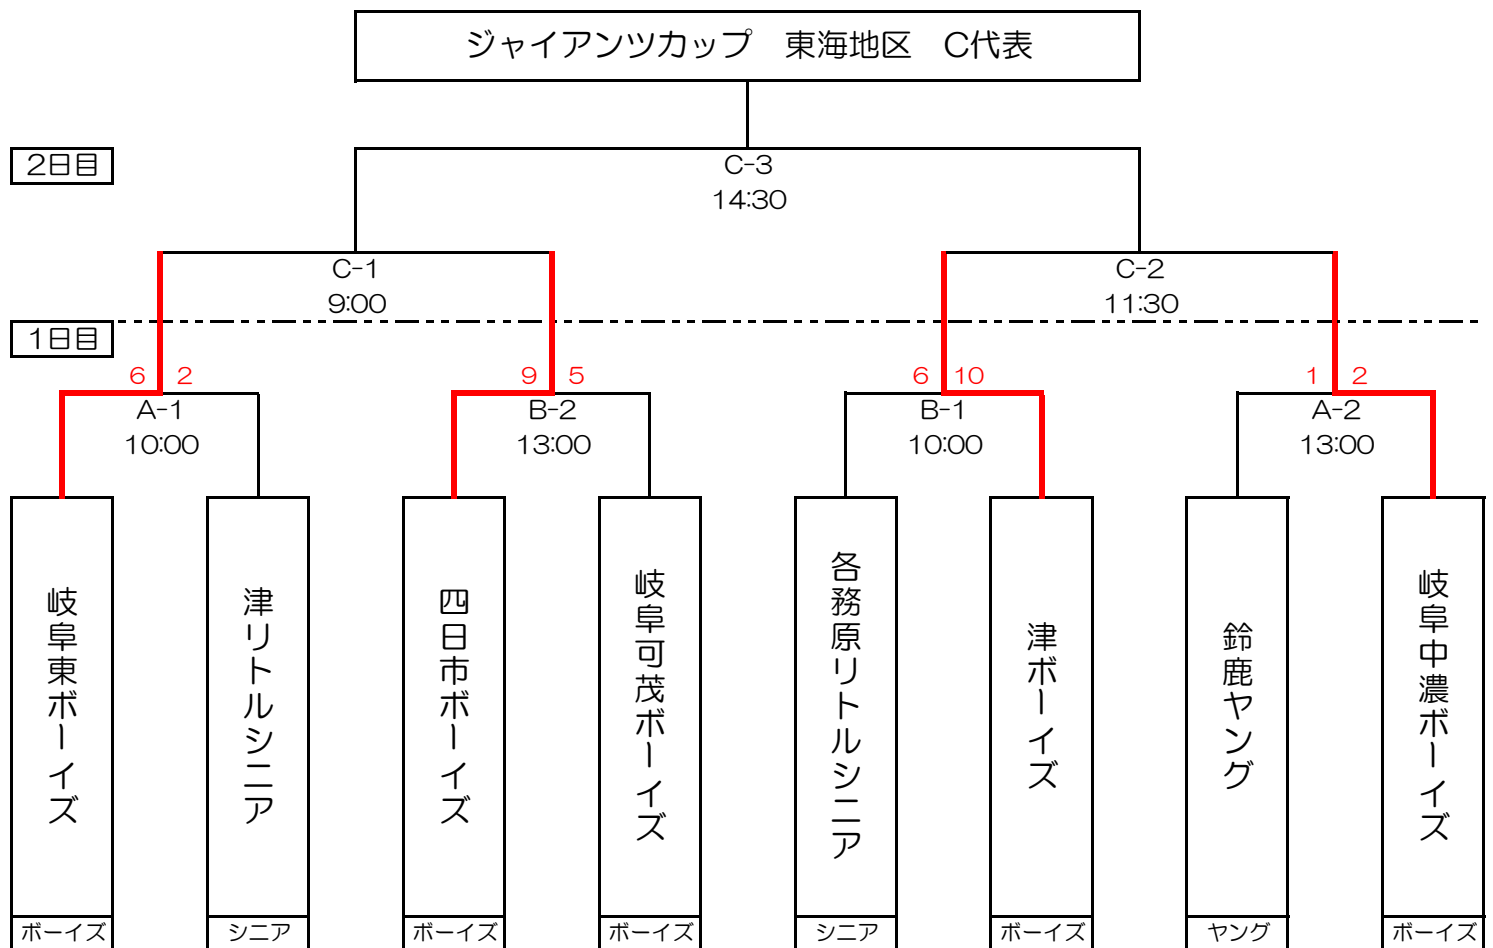 ジャイアンツカップ　東海地区　C代表
2日目
C-3
14:30
C-1
9:00
C-2
11:30
1日目
6 2
A-1
10:00
9 5
B-2
13:00
6 10
B-1
10:00
1 2
A-2
13:00
岐阜東ボーイズ
津リトルシニア
四日市ボーイズ
岐阜可茂ボーイズ
各務原リトルシニア
津ボーイズ
鈴鹿ヤング
岐阜中濃ボーイズ
ボーイズ
シニア
ボーイズ
ボーイズ
シニア
ボーイズ
ヤング
ボーイズ